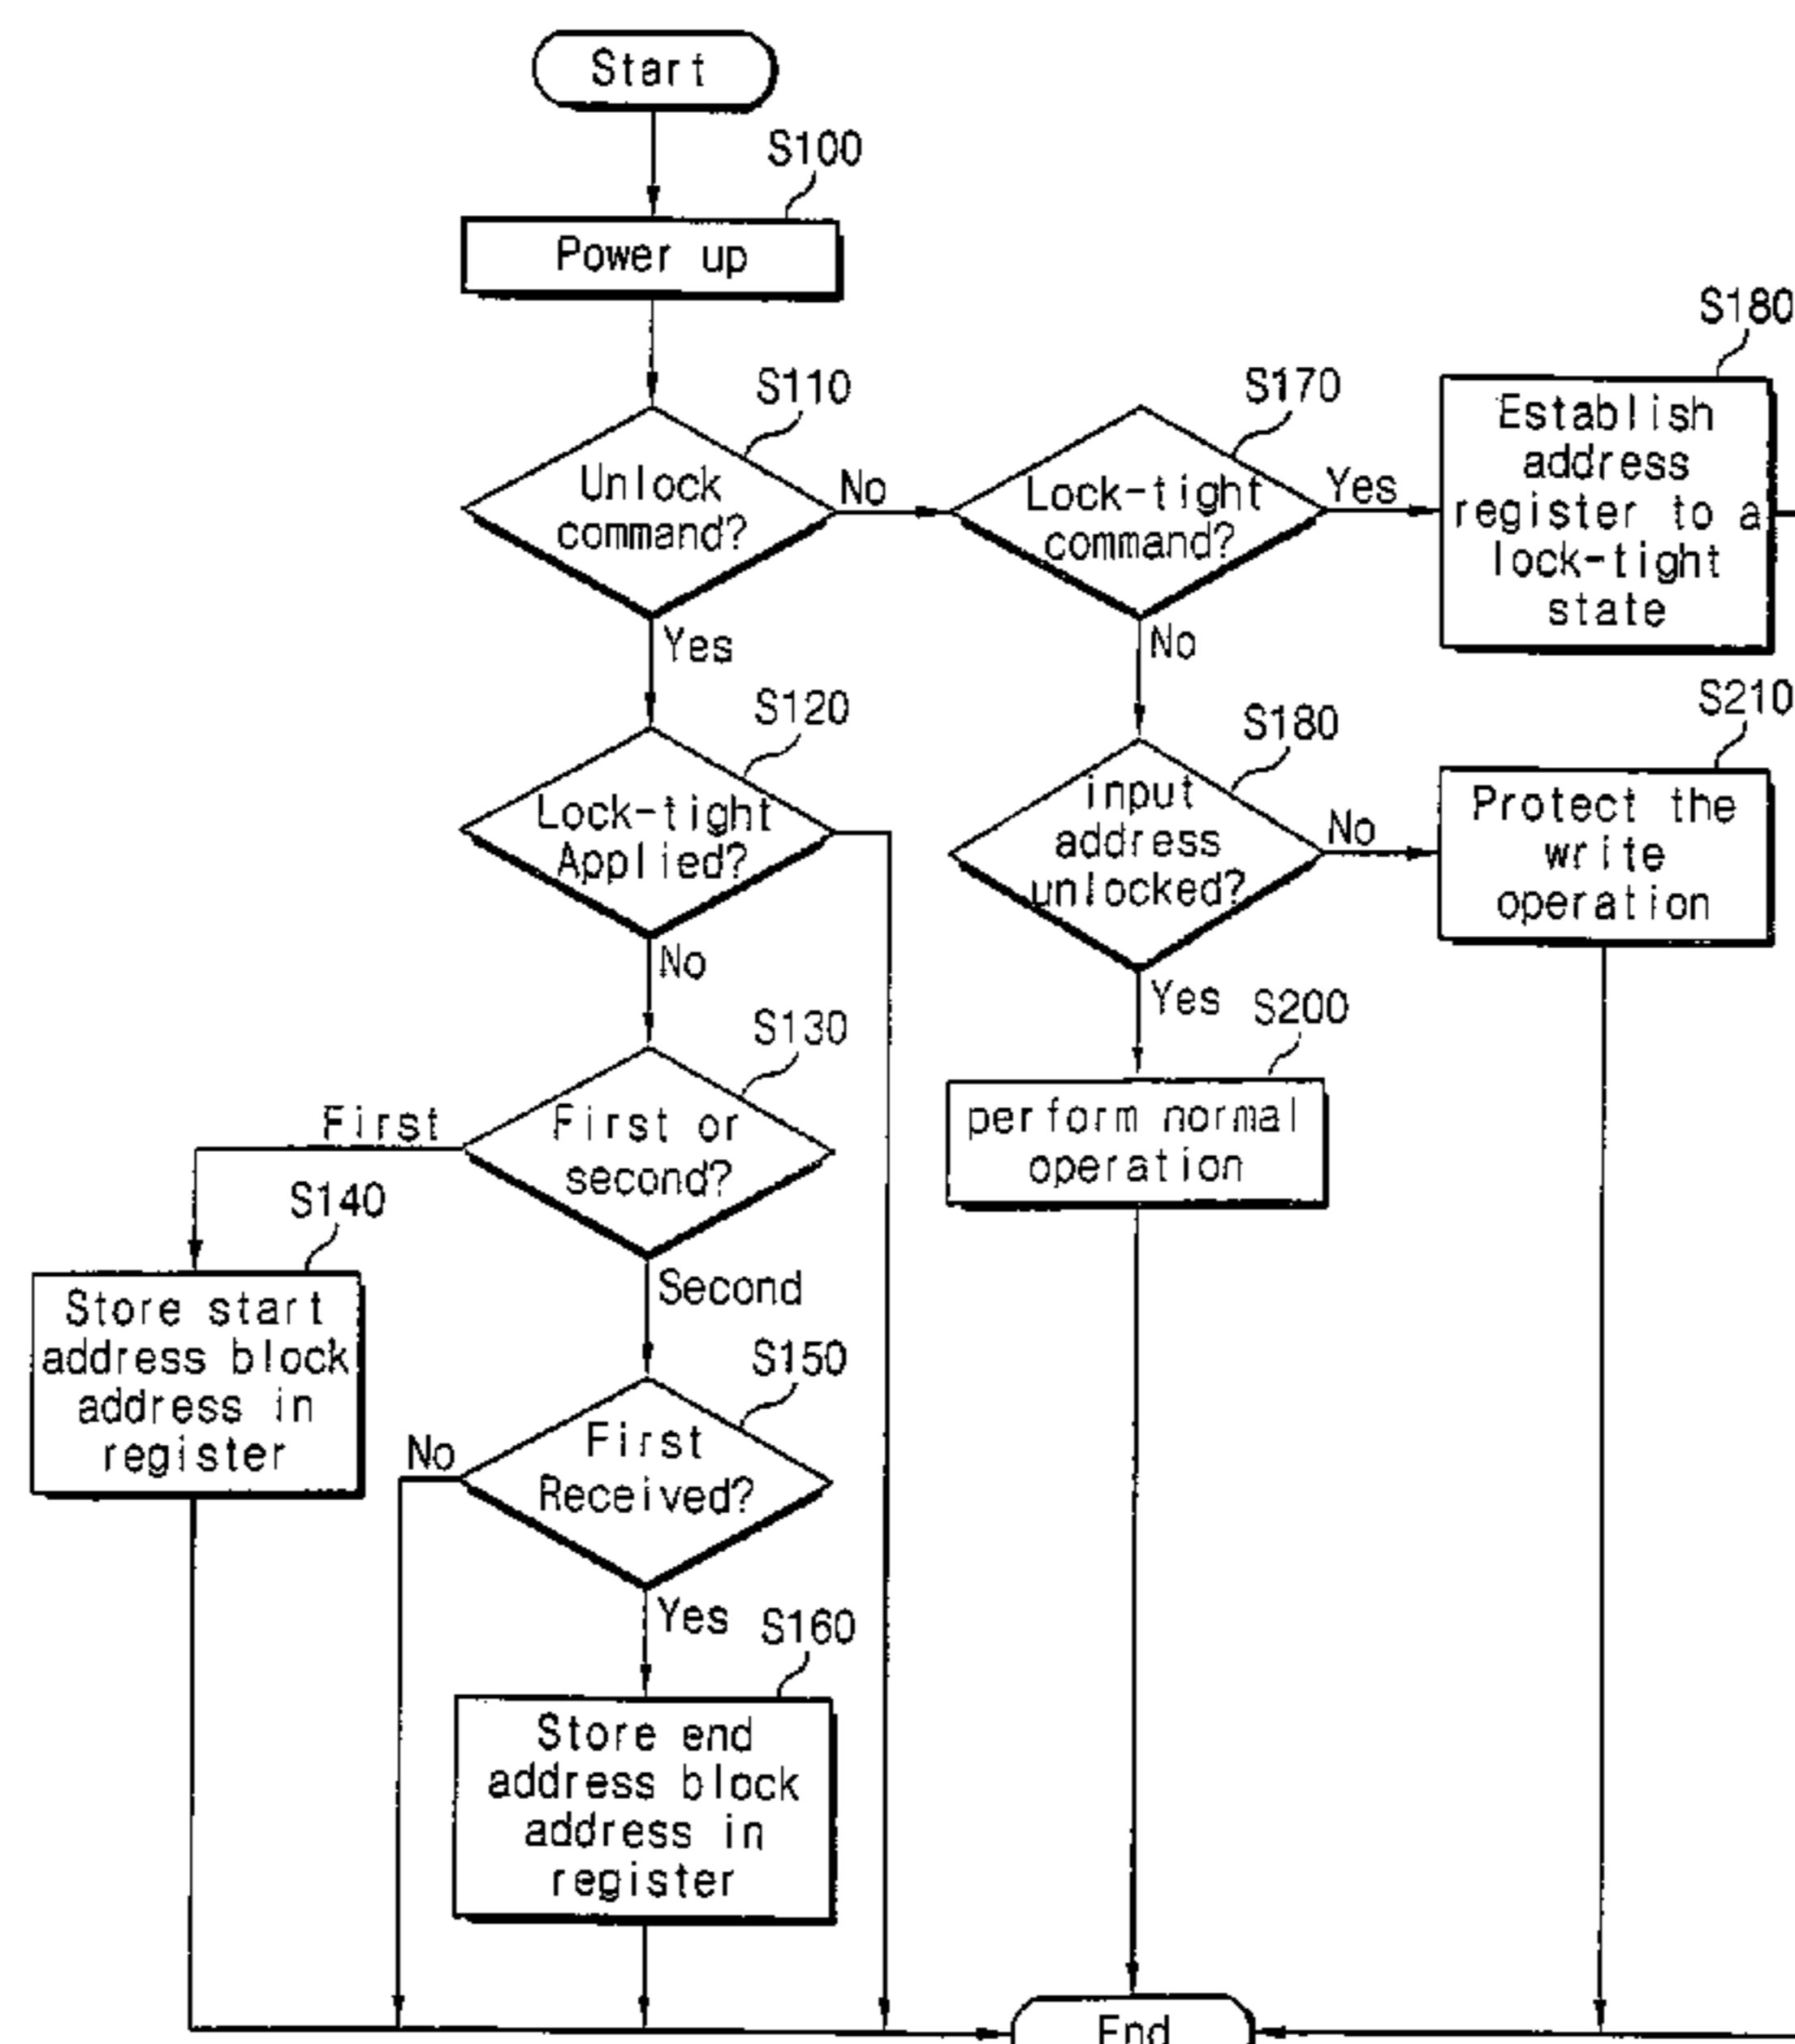 Start
S100
Power up
S110
Unlock
command?
No
Yes
S170
Lock-tight
command?
Yes
No
S180
Establish
address
register to a
lock-tight
state
S120
Lock-tight
Applied?
No
S180
input
address
unlocked?
No
Yes
S210
Protect the
write
operation
S200
perform normal
operation
S130
First or
second?
First
Second
S140
Store start
address block
address in
register
S150
First
Received?
No
Yes
S160
Store end
address block
address in
register
End